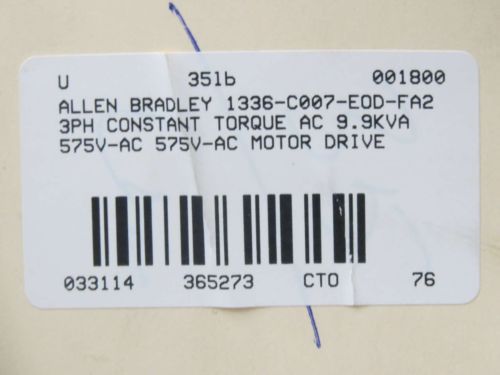 U 35lb 001800
ALLEN BRADLEY 1336-C007-EOD-FA2
3PH CONSTANT TORQUE AC 9.9KVA
575V-AC 575V-AC MOTOR DRIVE
033114 365273 CTO 76